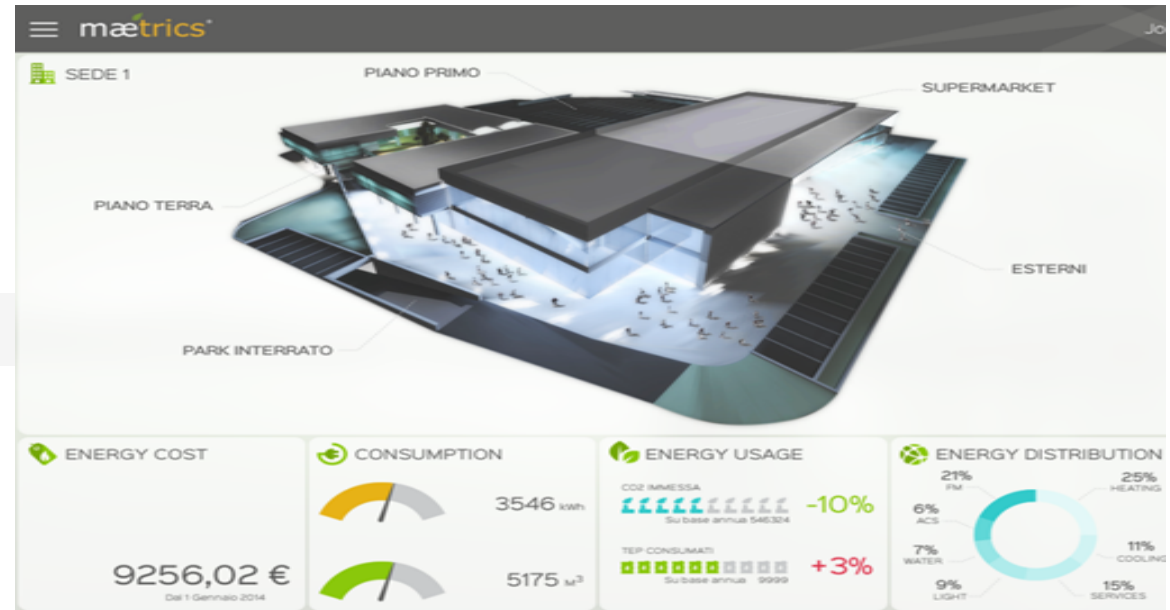 mætrics
Jo
SEDE 1
PIANO PRIMO
SUPERMARKET
PIANO TERRA
ESTERNI
PARK INTERRATO
ENERGY COST
9256,02 €
Dal 1 Gennaio 2014
CONSUMPTION
3546 kWh
5175 M³
ENERGY USAGE
CO2 IMMESSA
-10%
Su base annua 546324
TEP CONSUMATI
+3%
Su base annua 9999
ENERGY DISTRIBUTION
21%
FM
25%
HEATING
6%
ACS
7%
WATER
11%
COOLING
9%
LIGHT
15%
SERVICES